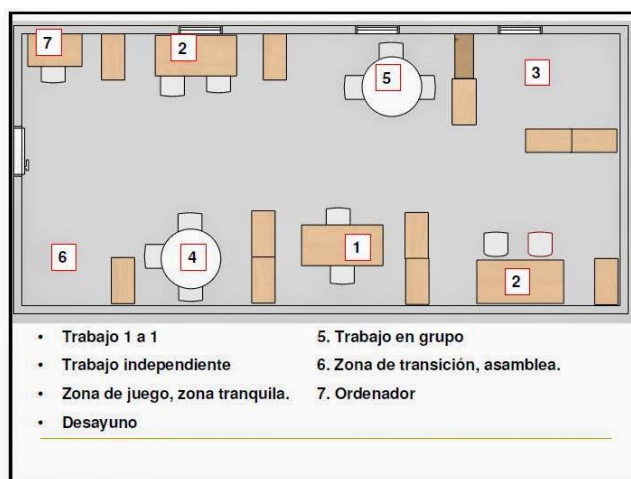 7
2
5
3
6
4
1
2
• Trabajo 1 a 1
• Trabajo independiente
• Zona de juego, zona tranquila.
• Desayuno
5. Trabajo en grupo
6. Zona de transición, asamblea.
7. Ordenador